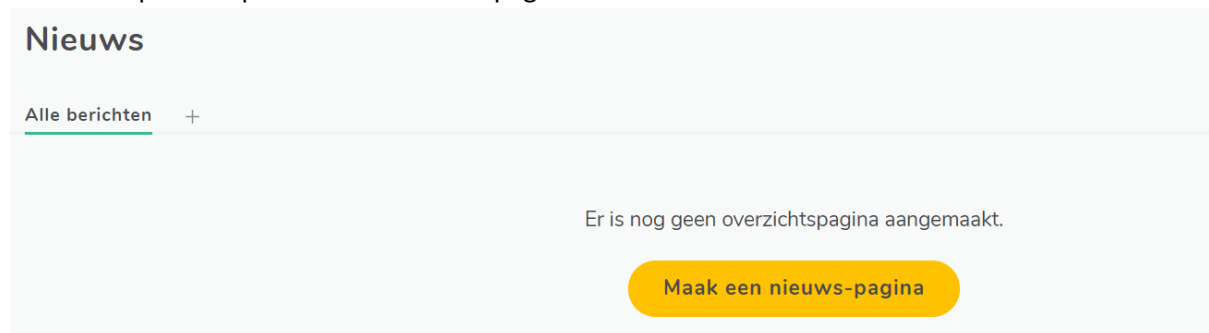 Nieuws
Alle berichten +
Er is nog geen overzichtspagina aangemaakt.
Maak een nieuws-pagina